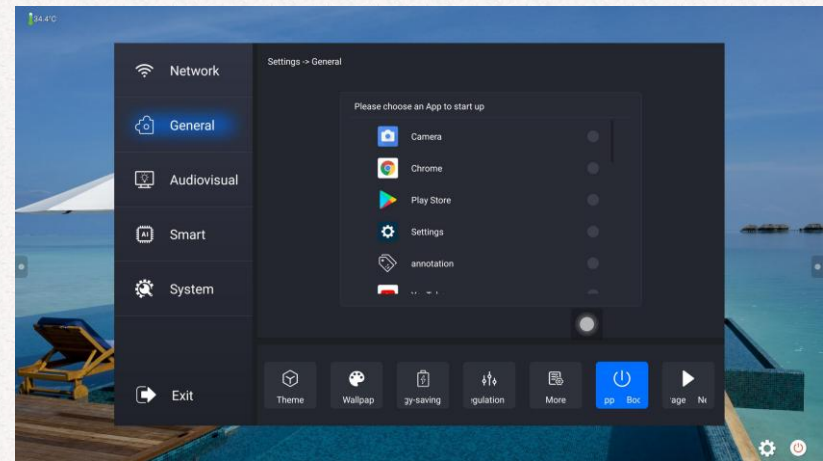 34.4°C
Network
General
Audiovisual
Smart
System
Exit
Settings -> General
Please choose an App to start up
Camera
Chrome
Play Store
Settings
annotation
Theme
Wallpap
gy-saving
gulation
More
pp Boc
age Ne